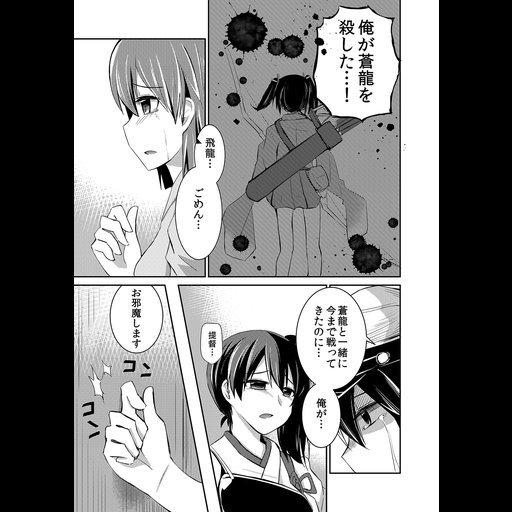 俺が蒼龍を
殺した…!
飛龍…
ごめん…
蒼龍と一緒に
今まで戦って
きたのに…
俺が…
提督…
お邪魔します
コン
コン